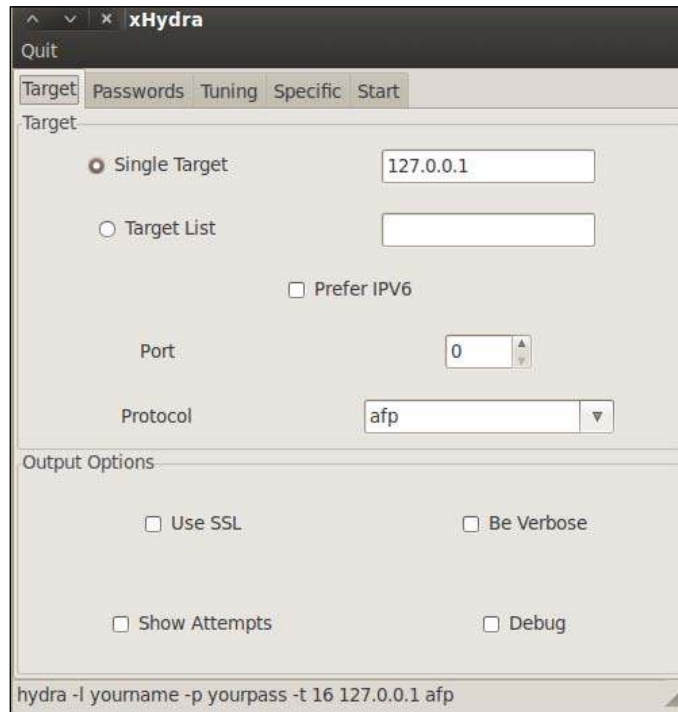 xHydra
Quit
Target Passwords Tuning Specific Start
Target
Single Target 127.0.0.1
Target List
Prefer IPV6
Port 0
Protocol afp
Output Options
Use SSL Be Verbose
Show Attempts Debug
hydra -l yourname -p yourpass -t 16 127.0.0.1 afp